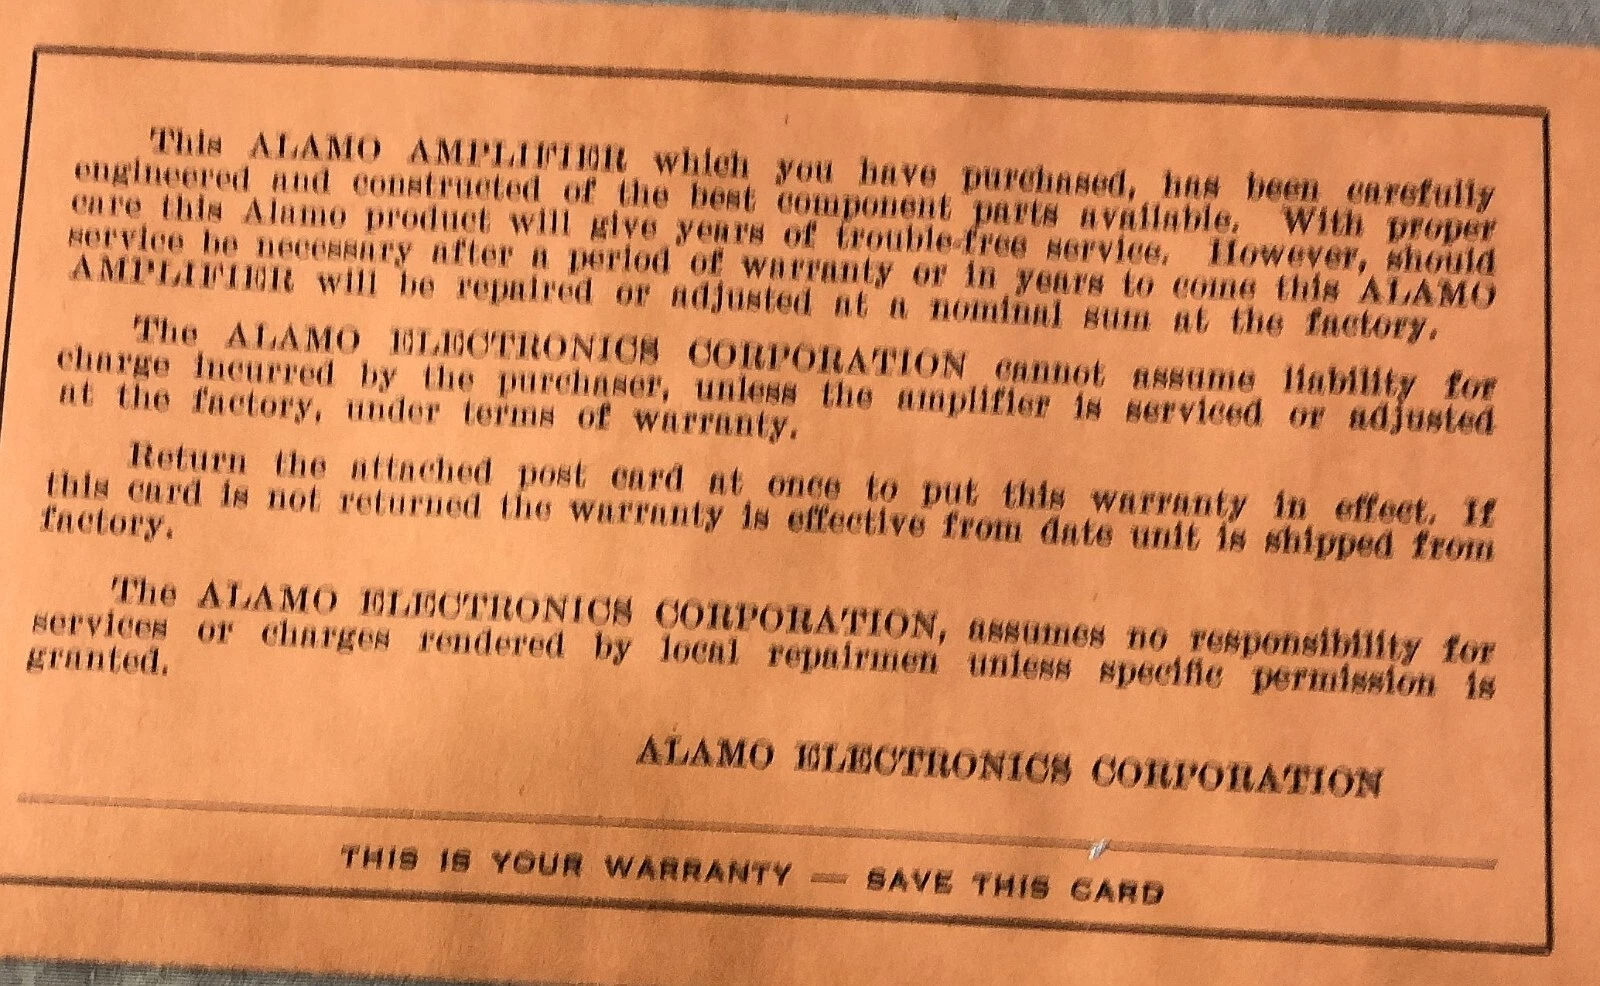 This ALAMO AMPLIFIER which you have purchased, has been carefully
engineered and constructed of the best component parts available. With proper
care this Alamo product will give years of trouble-free service. However, should
service be necessary after a period of warranty or in years to come this ALAMO
AMPLIFIER will be repaired or adjusted at a nominal sum at the factory.
The ALAMO ELECTRONICS CORPORATION cannot assume liability for
charge incurred by the purchaser, unless the amplifier is serviced or adjusted
at the factory, under terms of warranty.
Return the attached post card at once to put this warranty in effect. If
this card is not returned the warranty is effective from date unit is shipped from
factory.
The ALAMO ELECTRONICS CORPORATION, assumes no responsibility for
services or charges rendered by local repairmen unless specific permission is
granted.
ALAMO ELECTRONICS CORPORATION
THIS IS YOUR WARRANTY — SAVE THIS CARD